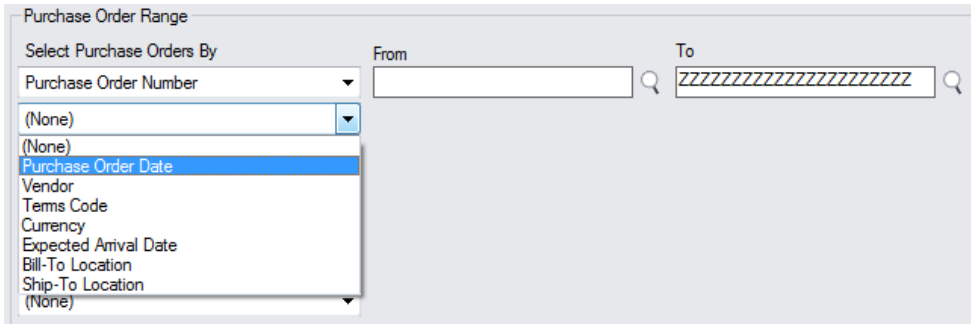 Purchase Order Range
Select Purchase Orders By From To
Purchase Order Number ZZZZZZZZZZZZZZZZZZZZZZ
(None)
(None)
Purchase Order Date
Vendor
Terms Code
Currency
Expected Arrival Date
Bill-To Location
Ship-To Location
(None)